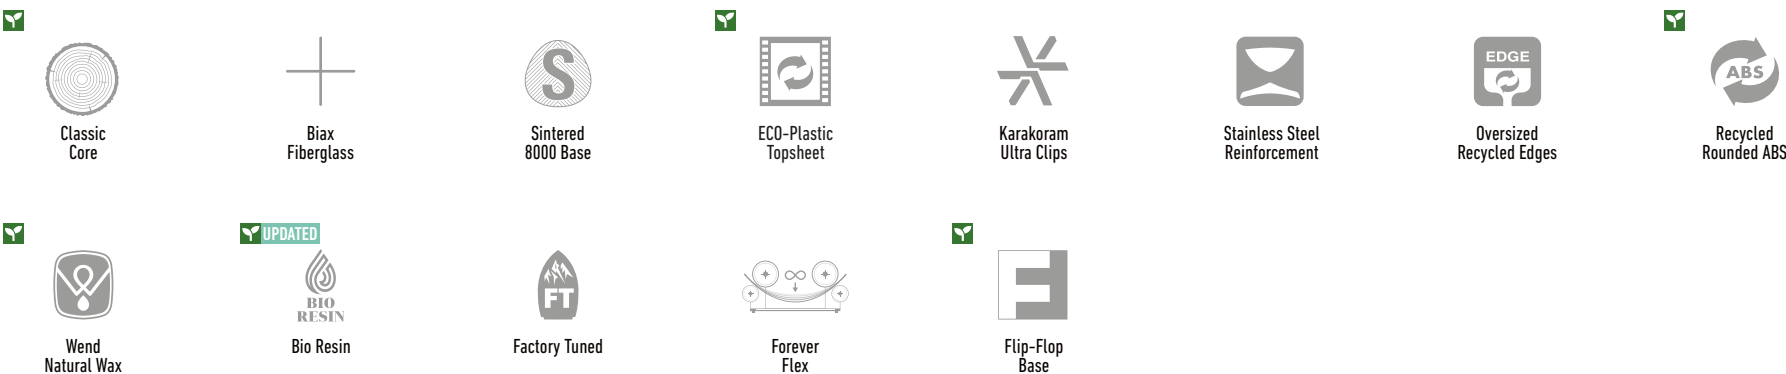 S
EDGE
ABS
Classic
Core
Biax
Fiberglass
Sintered
8000 Base
ECO-Plastic
Topsheet
Karakoram
Ultra Clips
Stainless Steel
Reinforcement
Oversized
Recycled Edges
Recycled
Rounded ABS
UPDATED
BIO
RESIN
FT
F
Wend
Natural Wax
Bio Resin
Factory Tuned
Forever
Flex
Flip-Flop
Base